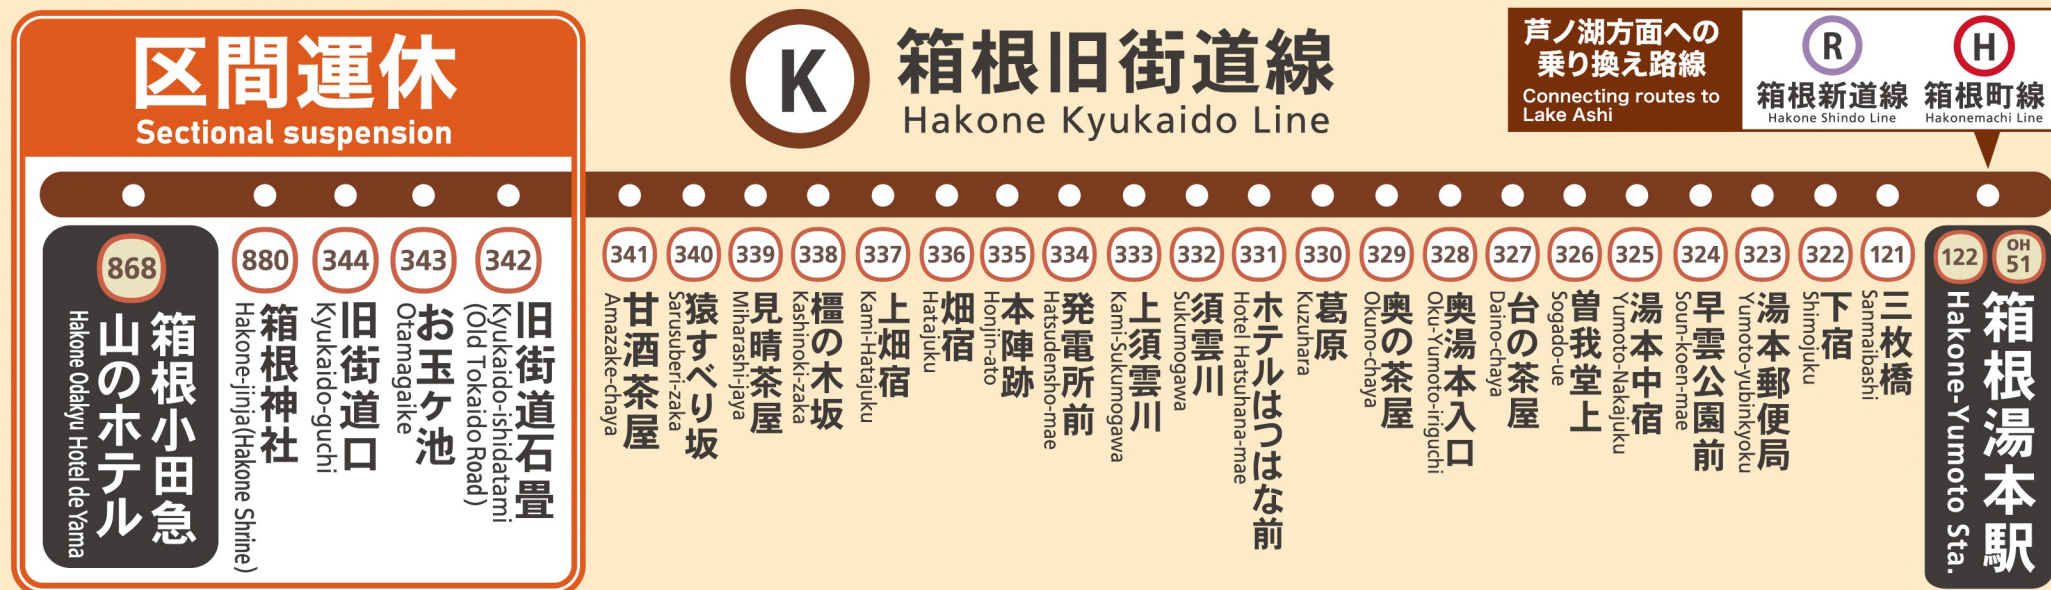 区間運休
Sectional suspension
K
箱根旧街道線
Hakone Kyukaido Line
芦ノ湖方面への
乗り換え路線
Connecting routes to
Lake Ashi
R
箱根新道線
Hakone Shindo Line
H
箱根町線
Hakonemachi Line
868
箱根小田急
山のホテル
Hakone Odakyu Hotel de Yama
880
箱根神社
Hakone-jinja(Hakone Shrine)
344
旧街道口
Kyukaido-guchi
343
お玉ケ池
Otamagaike
342
旧街道石畳
Kyukaido-ishidatami
(Old Tokaido Road)
341
甘酒茶屋
Amazake-chaya
340
猿すべり坂
Sarusuberi-zaka
339
見晴茶屋
Miharashi-jaya
338
橿の木坂
Kashinoki-zaka
337
上畑宿
Kami-Hatajuku
336
畑宿
Hatajuku
335
本陣跡
Honjin-ato
334
発電所前
Hatsudensho-mae
333
上須雲川
Kami-Sukumogawa
332
須雲川
Sukumogawa
331
ホテルはつはな前
Hotel Hatsuhana-mae
330
葛原
Kuzuhara
329
奥の茶屋
Okuno-chaya
328
奥湯本入口
Oku-Yumoto-iriguchi
327
台の茶屋
Daino-chaya
326
曽我堂上
Sogado-ue
325
湯本中宿
Yumoto-Nakajuku
324
早雲公園前
Soun-koen-mae
323
湯本郵便局
Yumoto-yubinkyoku
322
下宿
Shimojuku
121
三枚橋
Sanmaibashi
122
OH
51
箱根湯本駅
Hakone-Yumoto Sta.